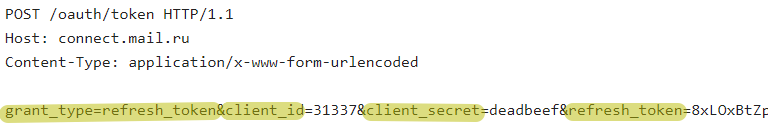 POST /oauth/token HTTP/1.1
Host: connect.mail.ru
Content-Type: application/x-www-form-urlencoded
grant_type=refresh_token&client_id=31337&client_secret=deadbeef&refresh_token=8xLOxBtZp